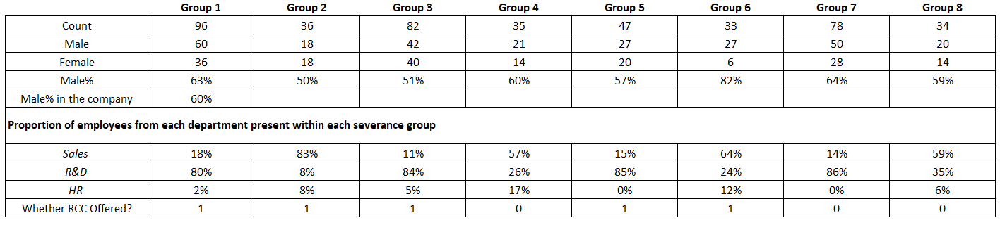 Group 1 Group 2 Group 3 Group 4 Group 5 Group 6 Group 7 Group 8
Count 96 36 82 35 47 33 78 34
Male 60 18 42 21 27 27 50 20
Female 36 18 40 14 20 6 28 14
Male% 63% 50% 51% 60% 57% 82% 64% 59%
Male% in the company 60%
Proportion of employees from each department present within each severance group
Sales 18% 83% 11% 57% 15% 64% 14% 59%
R&D 80% 8% 84% 26% 85% 24% 86% 35%
HR 2% 8% 5% 17% 0% 12% 0% 6%
Whether RCC Offered? 1 1 1 0 1 1 0 0